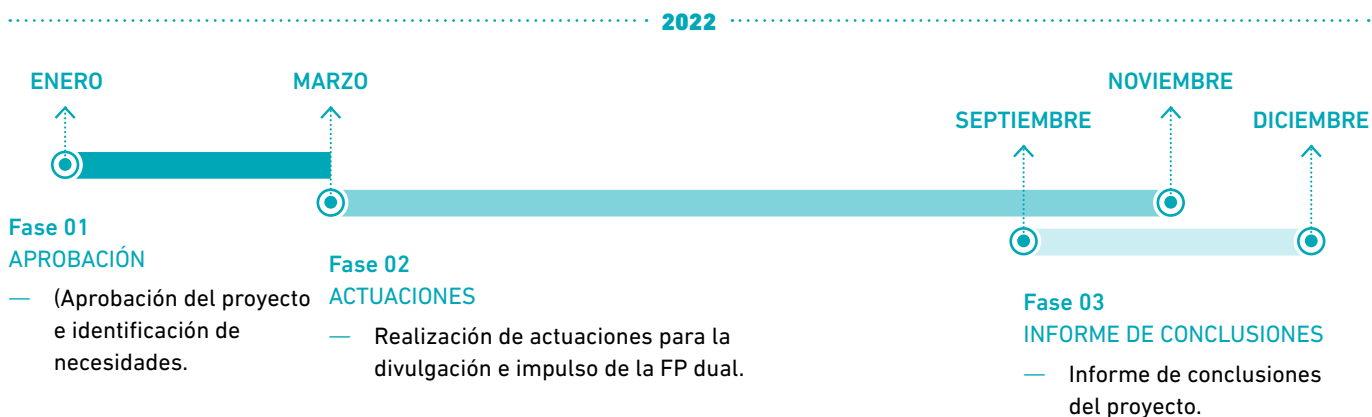 2022
ENERO
MARZO
NOVIEMBRE
SEPTIEMBRE
DICIEMBRE
Fase 01
APROBACIÓN
— (Aprobación del proyecto
e identificación de
necesidades.
Fase 02
ACTUACIONES
— Realización de actuaciones para la
divulgación e impulso de la FP dual.
Fase 03
INFORME DE CONCLUSIONES
— Informe de conclusiones
del proyecto.